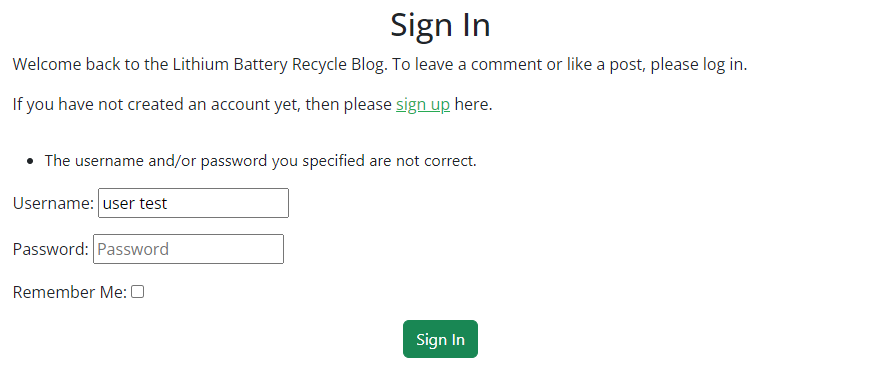 Sign In
Welcome back to the Lithium Battery Recycle Blog. To leave a comment or like a post, please log in.
If you have not created an account yet, then please sign up here.
• The username and/or password you specified are not correct.
Username: user test
Password: Password
Remember Me:
Sign In